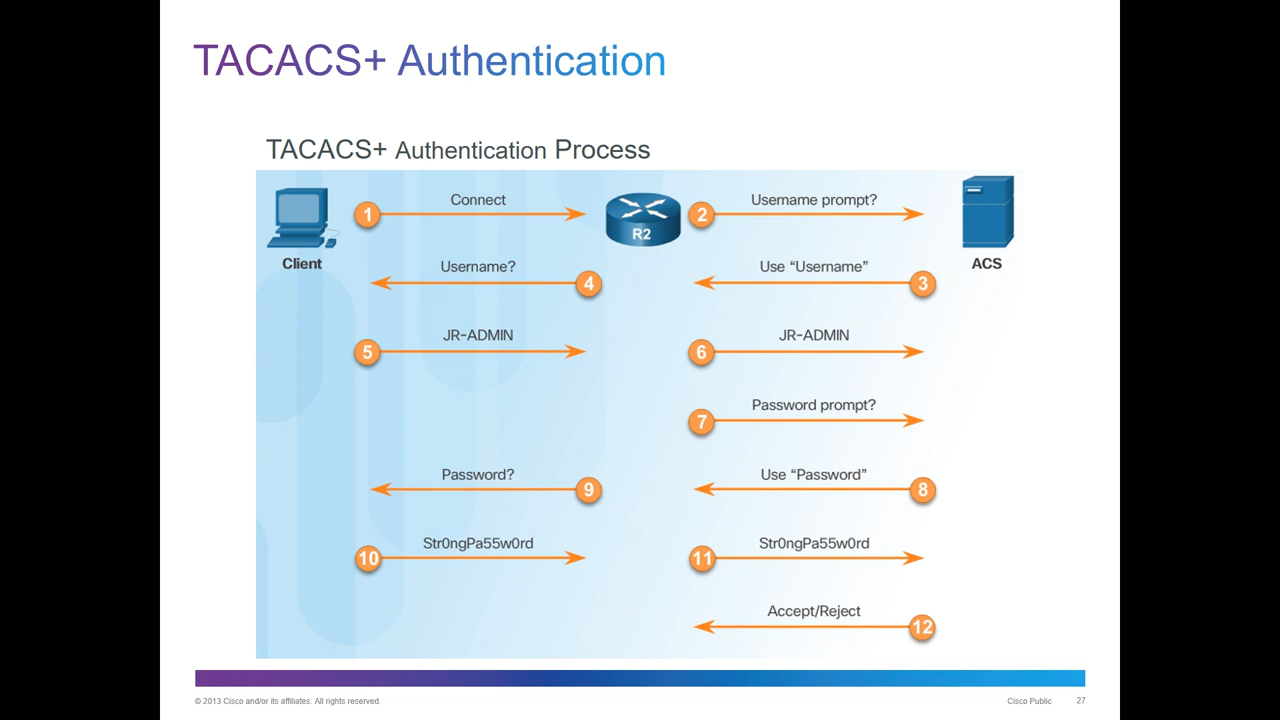 TACACS+ Authentication
TACACS+ Authentication Process
1 Connect
R2
2 Username prompt?
Client
ACS
Username? 4
Use “Username” 3
5 JR-ADMIN
6 JR-ADMIN
7 Password prompt?
Password? 9
Use “Password” 8
10 Str0ngPa55w0rd
11 Str0ngPa55w0rd
Accept/Reject 12
© 2013 Cisco and/or its affiliates. All rights reserved.
Cisco Public 27